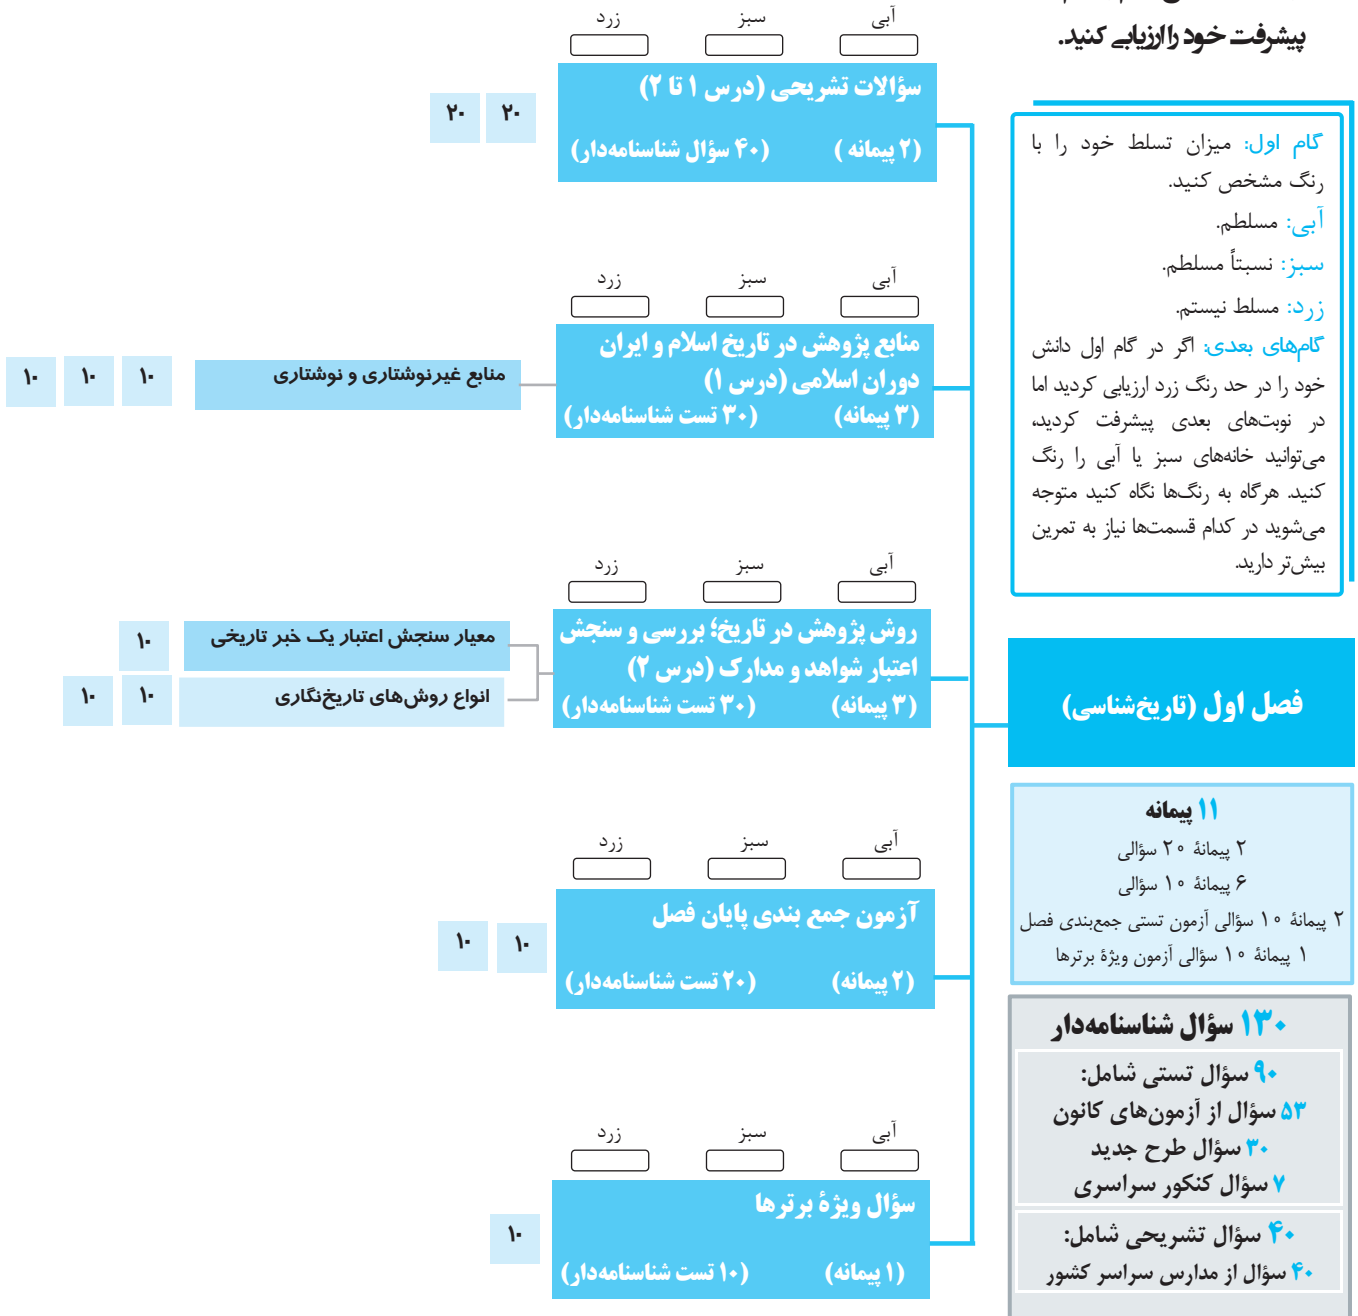 پیشرفت خود را ارزیابی کنید.
گام اول: میزان تسلط خود را با
رنگ مشخص کنید.
آبی: مسلطم.
سبز: نسبتاً مسلطم.
زرد: مسلط نیستم.
گام‌های بعدی: اگر در گام اول دانش
خود را در حد رنگ زرد ارزیابی کردید اما
در نوبت‌های بعدی پیشرفت کردید،
می‌توانید خانه‌های سبز یا آبی را رنگ
کنید. هرگاه به رنگ‌ها نگاه کنید متوجه
می‌شوید در کدام قسمت‌ها نیاز به تمرین
بیش‌تر دارید.
فصل اول (تاریخ‌شناسی)
۱۱ پیمانه
۲ پیمانهٔ ۲۰ سؤالی
۶ پیمانهٔ ۱۰ سؤالی
۲ پیمانهٔ ۱۰ سؤالی آزمون تستی جمع‌بندی فصل
۱ پیمانهٔ ۱۰ سؤالی آزمون ویژهٔ برترها
۱۳۰ سؤال شناسنامه‌دار
۹۰ سؤال تستی شامل:
۵۳ سؤال از آزمون‌های کانون
۳۰ سؤال طرح جدید
۷ سؤال کنکور سراسری
۴۰ سؤال تشریحی شامل:
۴۰ سؤال از مدارس سراسر کشور
آبی سبز زرد
سؤالات تشریحی (درس ۱ تا ۲)
(۲ پیمانه ) (۴۰ سؤال شناسنامه‌دار)
۲۰ ۲۰
آبی سبز زرد
منابع پژوهش در تاریخ اسلام و ایران
دوران اسلامی (درس ۱)
(۳ پیمانه) (۳۰ تست شناسنامه‌دار)
منابع غیرنوشتاری و نوشتاری
۱۰ ۱۰ ۱۰
آبی سبز زرد
روش پژوهش در تاریخ؛ بررسی و سنجش
اعتبار شواهد و مدارک (درس ۲)
(۳ پیمانه) (۳۰ تست شناسنامه‌دار)
معیار سنجش اعتبار یک خبر تاریخی
۱۰
انواع روش‌های تاریخ‌نگاری
۱۰ ۱۰
آبی سبز زرد
آزمون جمع بندی پایان فصل
(۲ پیمانه) (۲۰ تست شناسنامه‌دار)
۱۰ ۱۰
آبی سبز زرد
سؤال ویژهٔ برترها
(۱ پیمانه) (۱۰ تست شناسنامه‌دار)
۱۰